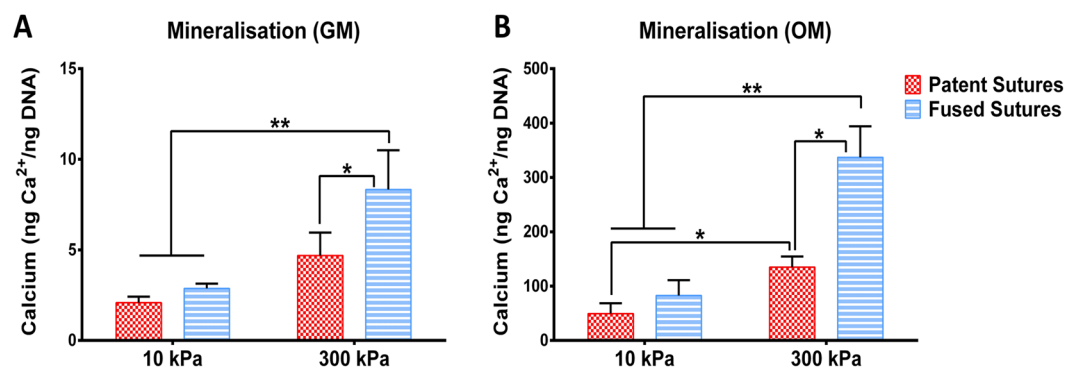 A
Mineralisation (GM)
Calcium (ng Ca²⁺/ng DNA)
15
10
5
0
**
*
10 kPa
300 kPa
B
Mineralisation (OM)
Calcium (ng Ca²⁺/ng DNA)
500
400
300
200
100
0
**
*
*
10 kPa
300 kPa
Patent Sutures
Fused Sutures